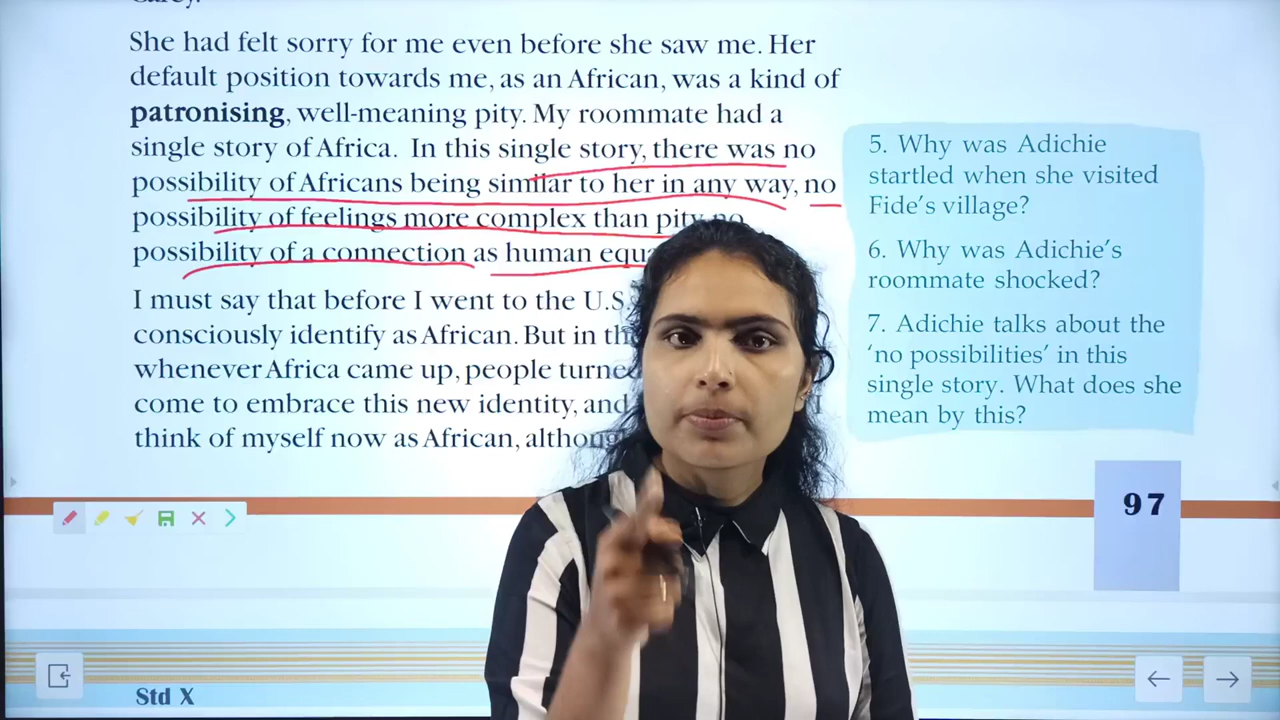 Carey.
She had felt sorry for me even before she saw me. Her
default position towards me, as an African, was a kind of
patronising, well-meaning pity. My roommate had a
single story of Africa. In this single story, there was no
possibility of Africans being similar to her in any way, no
possibility of feelings more complex than pity, no
possibility of a connection as human
I must say that before I went to the U.S.
consciously identify as African. But in
whenever Africa came up, people turned
come to embrace this new identity, and I
think of myself now as African, although
5. Why was Adichie
startled when she visited
Fide's village?
6. Why was Adichie's
roommate shocked?
7. Adichie talks about the
'no possibilities' in this
single story. What does she
mean by this?
97
Std X